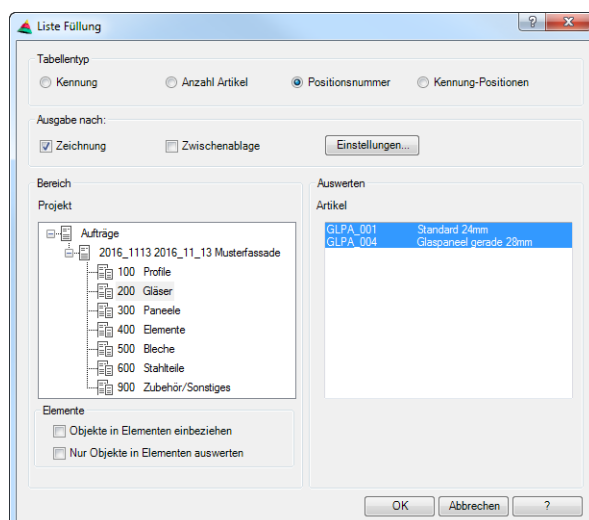 Liste Füllung
?
X
Tabellentyp
Kennung
Anzahl Artikel
Positionsnummer
Kennung-Positionen
Ausgabe nach:
Zeichnung
Zwischenablage
Einstellungen...
Bereich
Projekt
Aufträge
2016_1113 2016_11_13 Musterfassade
100 Profile
200 Gläser
300 Paneele
400 Elemente
500 Bleche
600 Stahlteile
900 Zubehör/Sonstiges
Auswerten
Artikel
GLPA_001 Standard 24mm
GLPA_004 Glaspaneel gerade 28mm
Elemente
Objekte in Elementen einbeziehen
Nur Objekte in Elementen auswerten
OK
Abbrechen
?